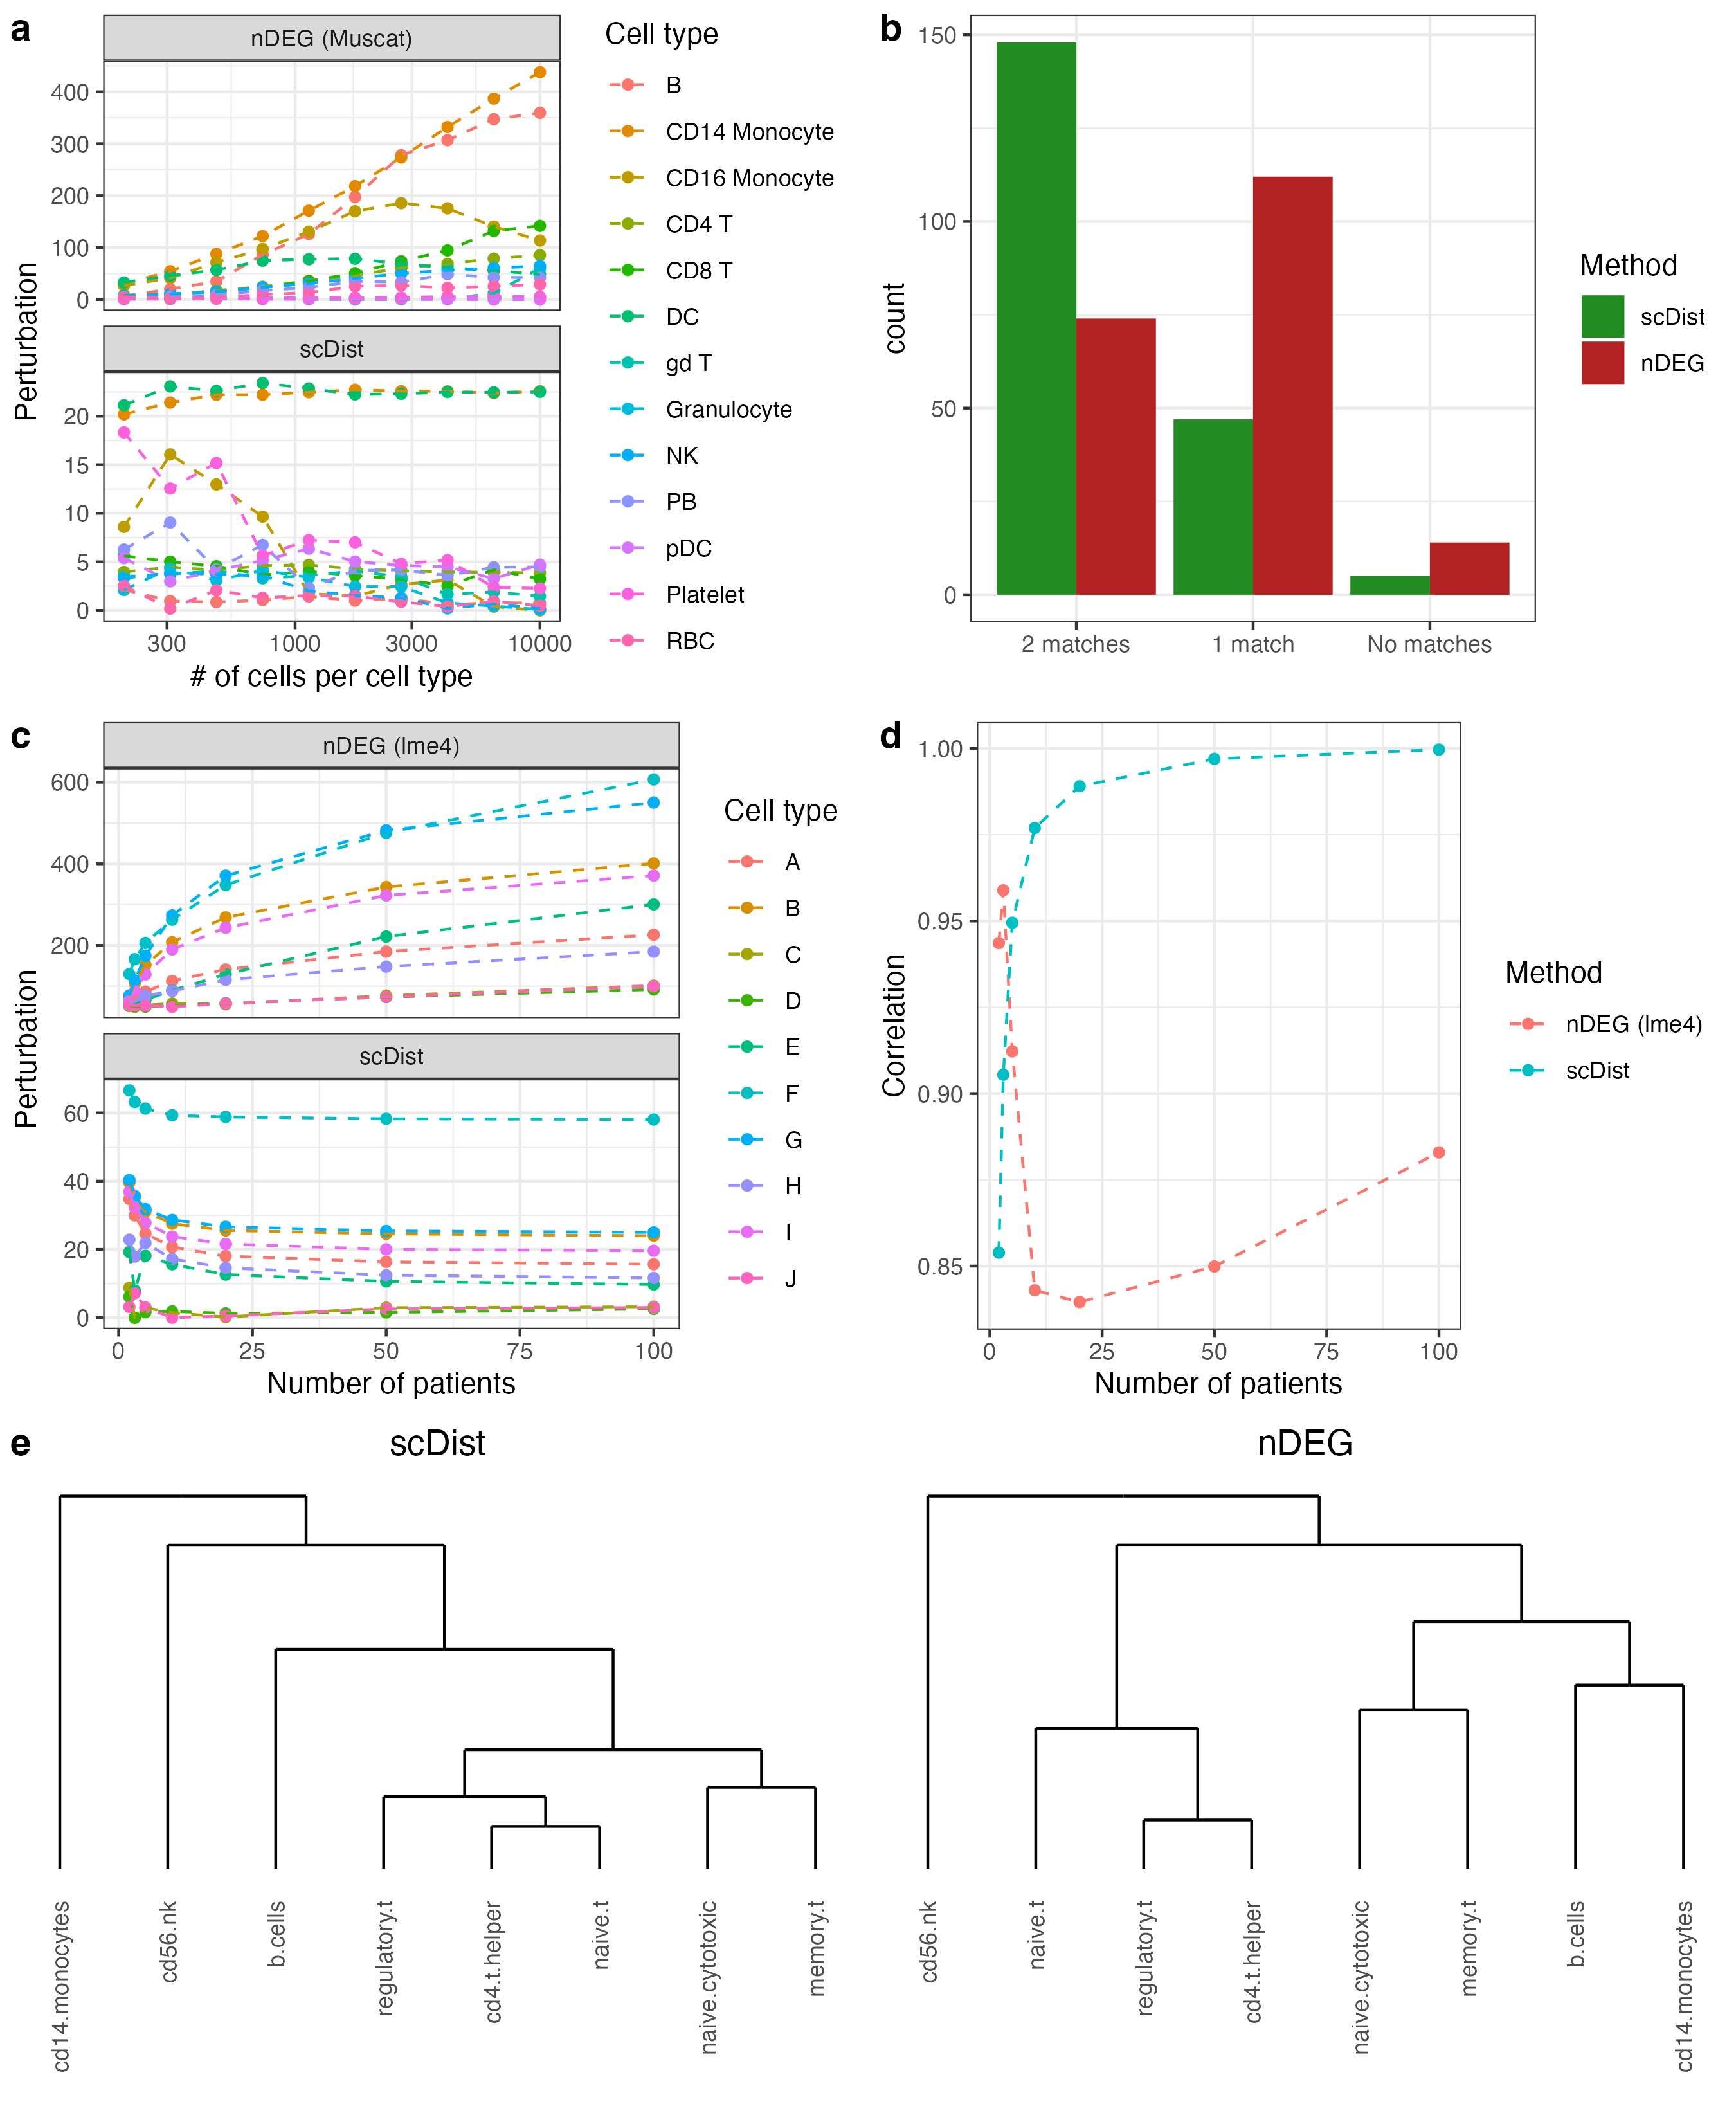 a
nDEG (Muscat)
400
300
200
100
0
scDist
20
15
10
5
0
Perturbation
300 1000 3000 10000
# of cells per cell type
Cell type
B
CD14 Monocyte
CD16 Monocyte
CD4 T
CD8 T
DC
gd T
Granulocyte
NK
PB
pDC
Platelet
RBC
b
150
100
50
0
count
2 matches 1 match No matches
Method
scDist
nDEG
c
nDEG (lme4)
600
400
200
scDist
60
40
20
0
Perturbation
0 25 50 75 100
Number of patients
Cell type
A
B
C
D
E
F
G
H
I
J
d
1.00
0.95
0.90
0.85
Correlation
0 25 50 75 100
Number of patients
Method
nDEG (lme4)
scDist
e
scDist
cd14.monocytes
cd56.nk
b.cells
regulatory.t
cd4.t.helper
naive.t
naive.cytotoxic
memory.t
nDEG
cd56.nk
naive.t
regulatory.t
cd4.t.helper
naive.cytotoxic
memory.t
b.cells
cd14.monocytes